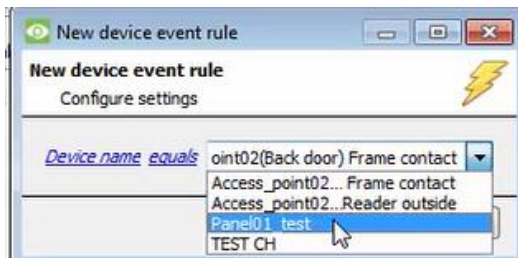 New device event rule
New device event rule
Configure settings
Device name equals oint02(Back door) Frame contact
Access_point02... Frame contact
Access_point02...Reader outside
Panel01_test
TEST CH